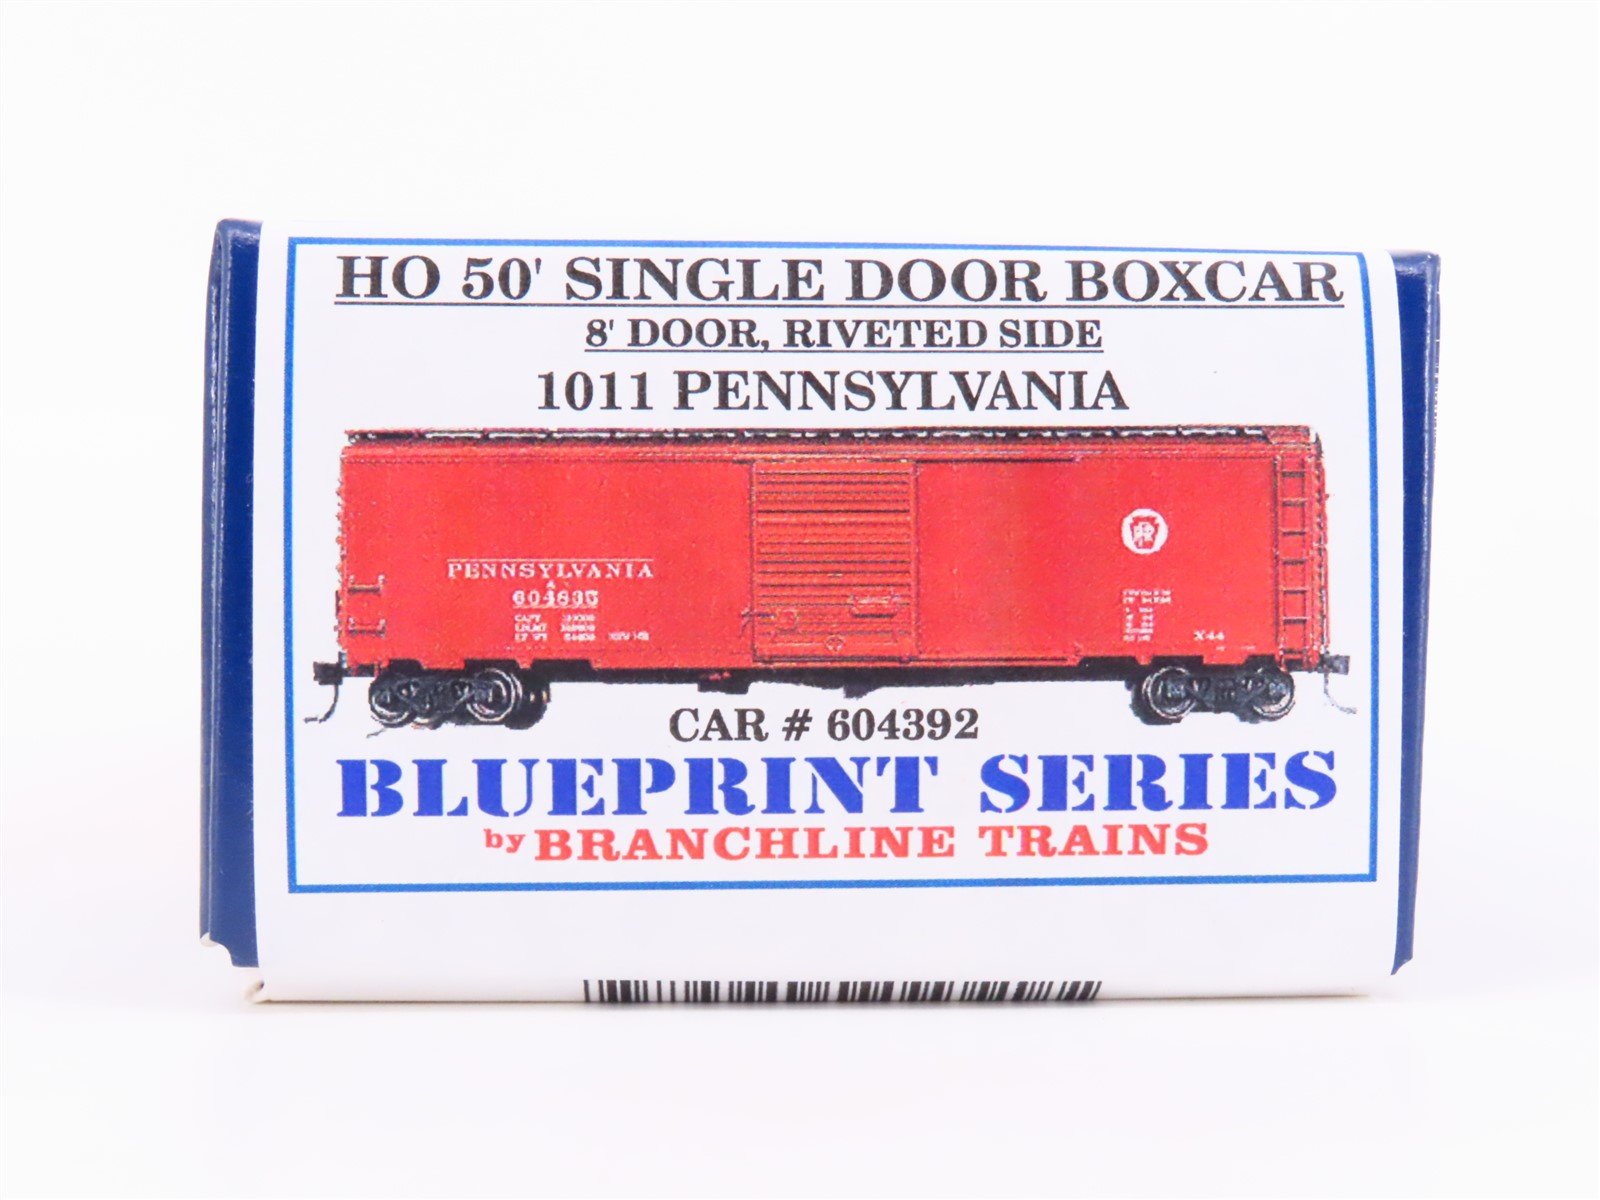 HO 50' SINGLE DOOR BOXCAR
8' DOOR, RIVETED SIDE
1011 PENNSYLVANIA
PENNSYLVANIA
A
X44
CAR # 604392
BLUEPRINT SERIES
by BRANCHLINE TRAINS